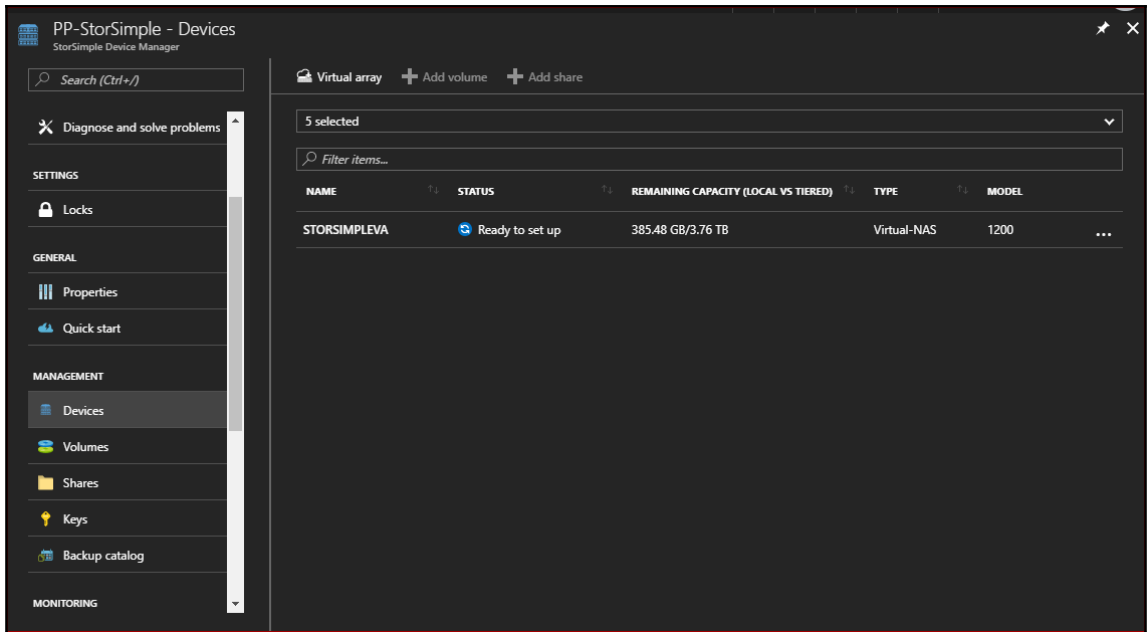 PP-StorSimple - Devices
StorSimple Device Manager
Search (Ctrl+/)
Diagnose and solve problems
SETTINGS
Locks
GENERAL
Properties
Quick start
MANAGEMENT
Devices
Volumes
Shares
Keys
Backup catalog
MONITORING
Virtual array Add volume Add share
5 selected
Filter items...
NAME STATUS REMAINING CAPACITY (LOCAL VS TIERED) TYPE MODEL
STORSIMPLEVA Ready to set up 385.48 GB/3.76 TB Virtual-NAS 1200 ...